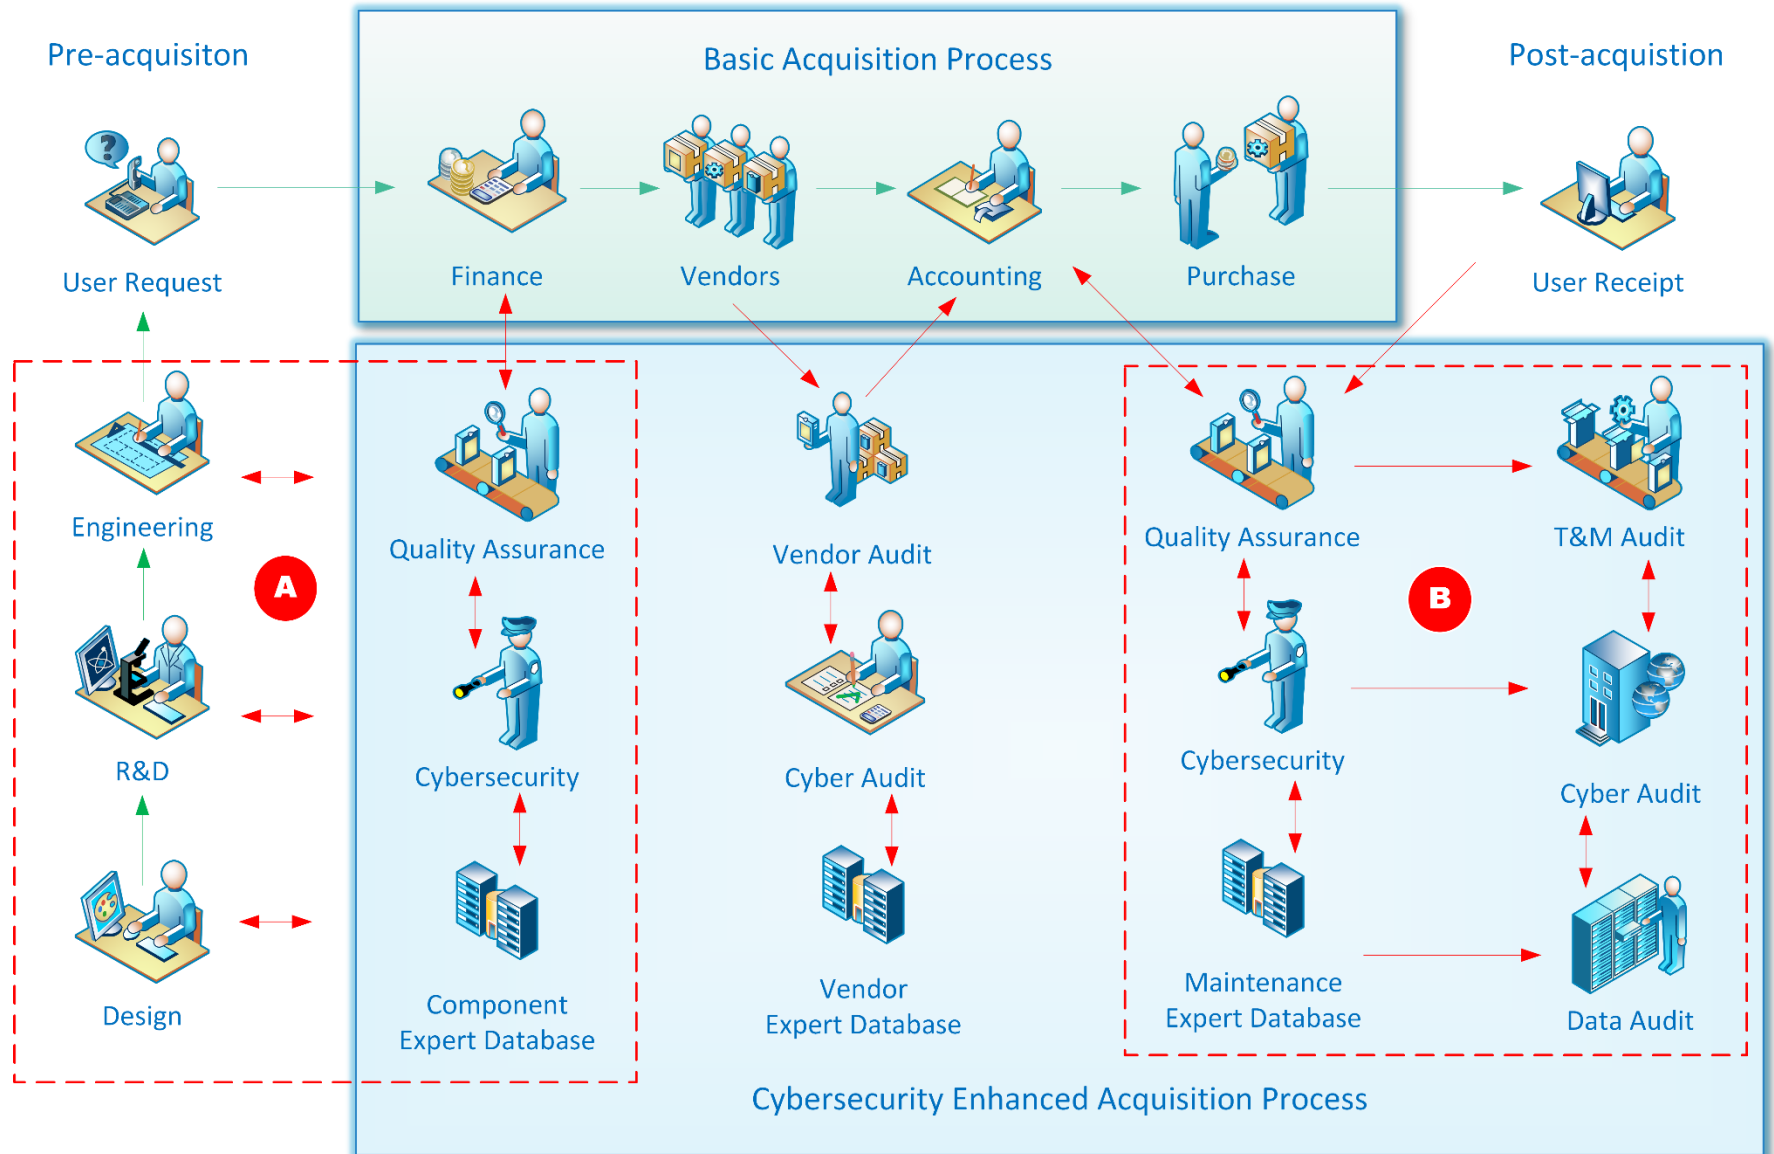 Pre-acquisiton
Basic Acquisition Process
Post-acquistion
?
User Request
Finance
Vendors
Accounting
Purchase
User Receipt
Engineering
Quality Assurance
Vendor Audit
Quality Assurance
T&M Audit
A
B
R&D
Cybersecurity
Cyber Audit
Cybersecurity
Cyber Audit
Design
Component
Expert Database
Vendor
Expert Database
Maintenance
Expert Database
Data Audit
Cybersecurity Enhanced Acquisition Process